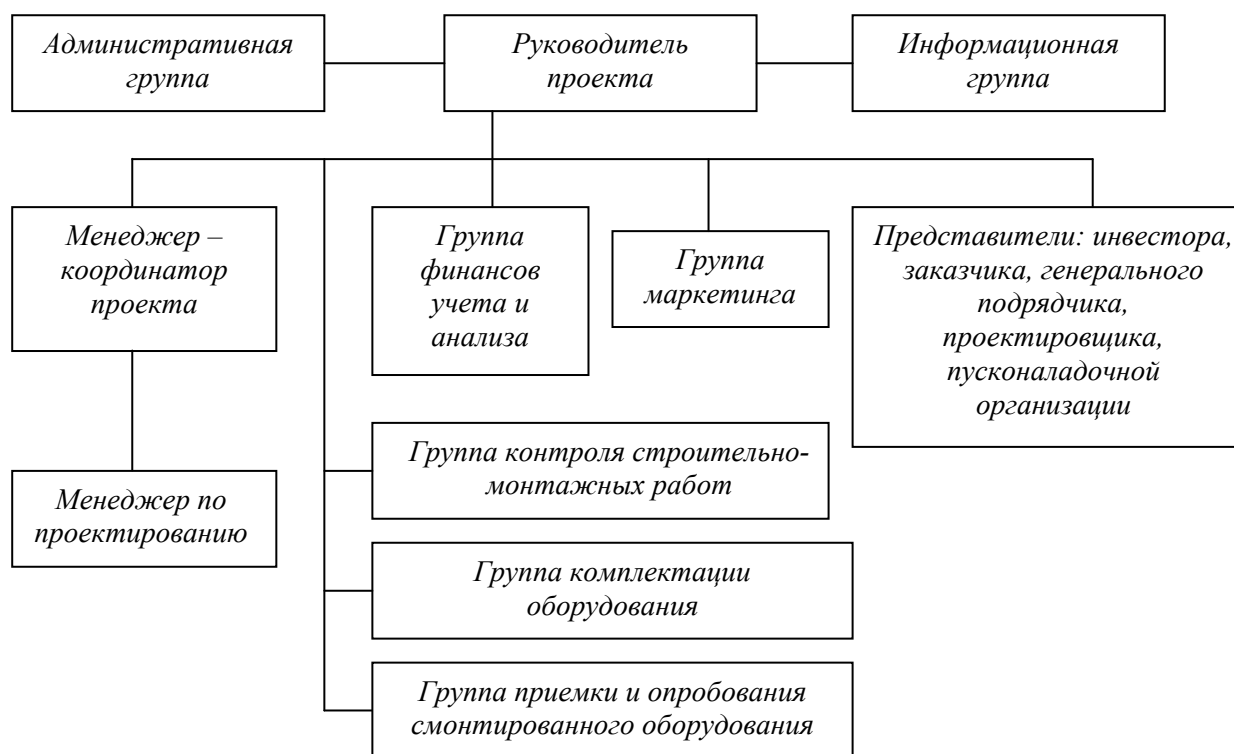 Административная
группа
Руководитель
проекта
Информационная
группа
Менеджер –
координатор
проекта
Группа
финансов
учета и
анализа
Группа
маркетинга
Представители: инвестора,
заказчика, генерального
подрядчика,
проектировщика,
пусконаладочной
организации
Менеджер по
проектированию
Группа контроля строительно-
монтажных работ
Группа комплектации
оборудования
Группа приемки и опробования
смонтированного оборудования